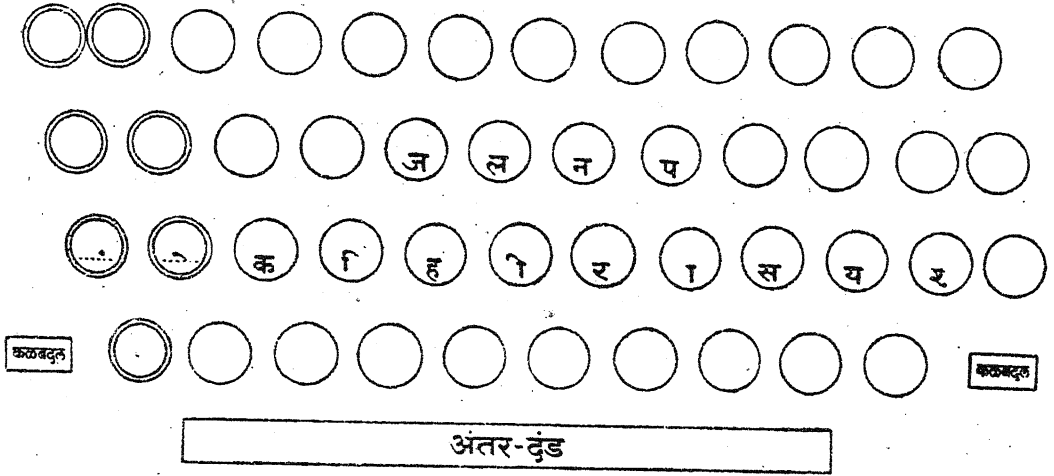 ज ल न प
ं े क ि ह ी र ा स य
कळबदल कळबदल
अंतर-दंड